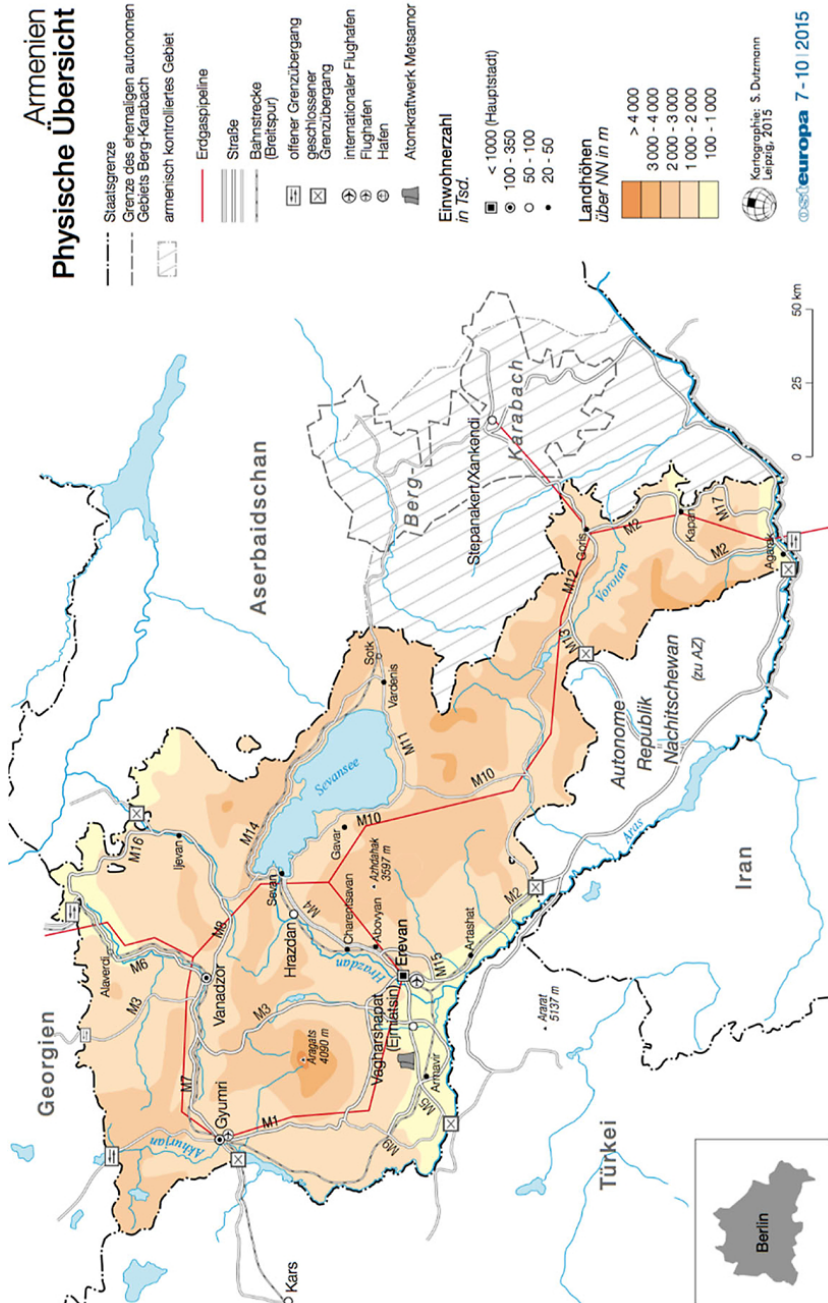 Armenien
Physische Übersicht
Staatsgrenze
Grenze des ehemaligen autonomen
Gebiets Berg-Karabach
armenisch kontrolliertes Gebiet
Erdgaspipeline
Straße
Bahnstrecke
(Breitspur)
offener Grenzübergang
geschlossener
Grenzübergang
internationaler Flughafen
Flughafen
Hafen
Atomkraftwerk Metsamor
Einwohnerzahl
in Tsd.
< 1000 (Hauptstadt)
100 - 350
50 - 100
20 - 50
Landhöhen
über NN in m
> 4 000
3 000 - 4 000
2 000 - 3 000
1 000 - 2 000
100 - 1 000
Kartographie: S. Dutzmann
Leipzig, 2015
osteuropa 7-10 | 2015
Georgien
Aserbaidschan
Türkei
Iran
Autonome
Republik
Nachitschewan
(zu AZ)
Berg-
Karabach
Stepanakert/Xankendi
Kars
Akhurjan
Gyumri
M7
M1
M3
M3
M6
Alaverdi
Vanadzor
M8
M16
Ijevan
M14
Sevan
Sevansee
M4
Hrazdan
Charentsavan
Abovyan
Hrazdan
Gavar
M10
Azhdahak
3597 m
Aragats
4090 m
Erevan
Vagharshapat
(Ejmiatsin)
M15
Artashat
M2
Armavir
M5
M9
Ararat
5137 m
Aras
M11
Vardenis
Sotk
M10
M13
M12
Goris
Vorotan
M2
Kapan
M2
M17
Agarak
0
25
50 km
Berlin